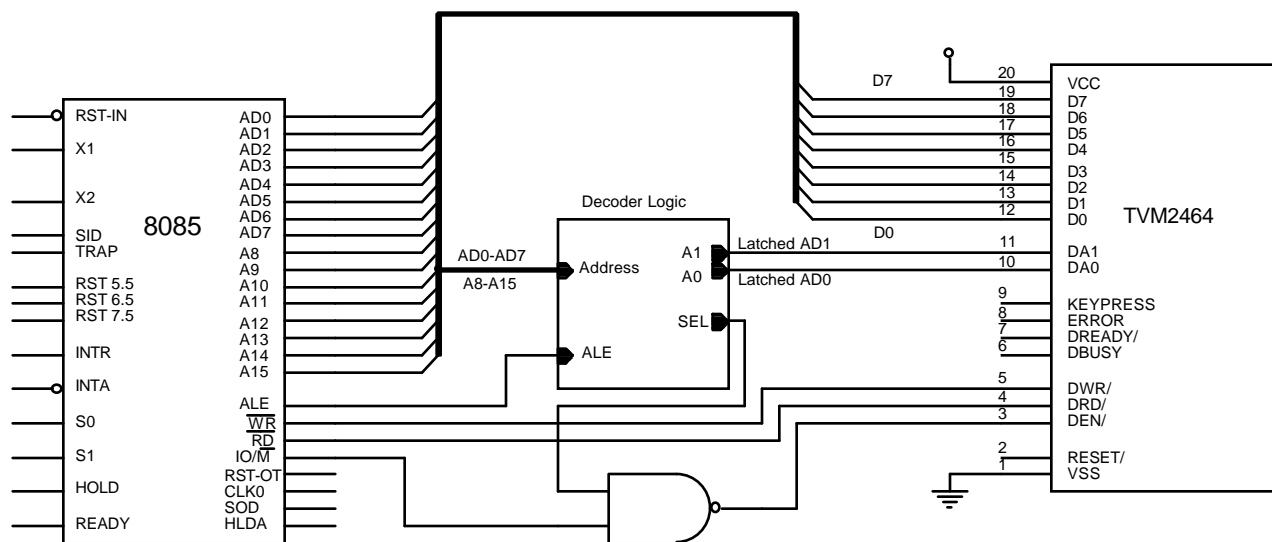 RST-IN
X1
X2
SID
TRAP
RST 5.5
RST 6.5
RST 7.5
INTR
INTA
S0
S1
HOLD
READY
8085
AD0
AD1
AD2
AD3
AD4
AD5
AD6
AD7
A8
A9
A10
A11
A12
A13
A14
A15
ALE
WR
RD
IO/M
RST-OT
CLK0
SOD
HLDA
AD0-AD7
A8-A15
Decoder Logic
Address
ALE
A1
A0
SEL
Latched AD1
Latched AD0
D7
D0
20
19
18
17
16
15
14
13
12
11
10
9
8
7
6
5
4
3
2
1
VCC
D7
D6
D5
D4
D3
D2
D1
D0
DA1
DA0
KEYPRESS
ERROR
DREADY/
DBUSY
DWR/
DRD/
DEN/
RESET/
VSS
TVM2464